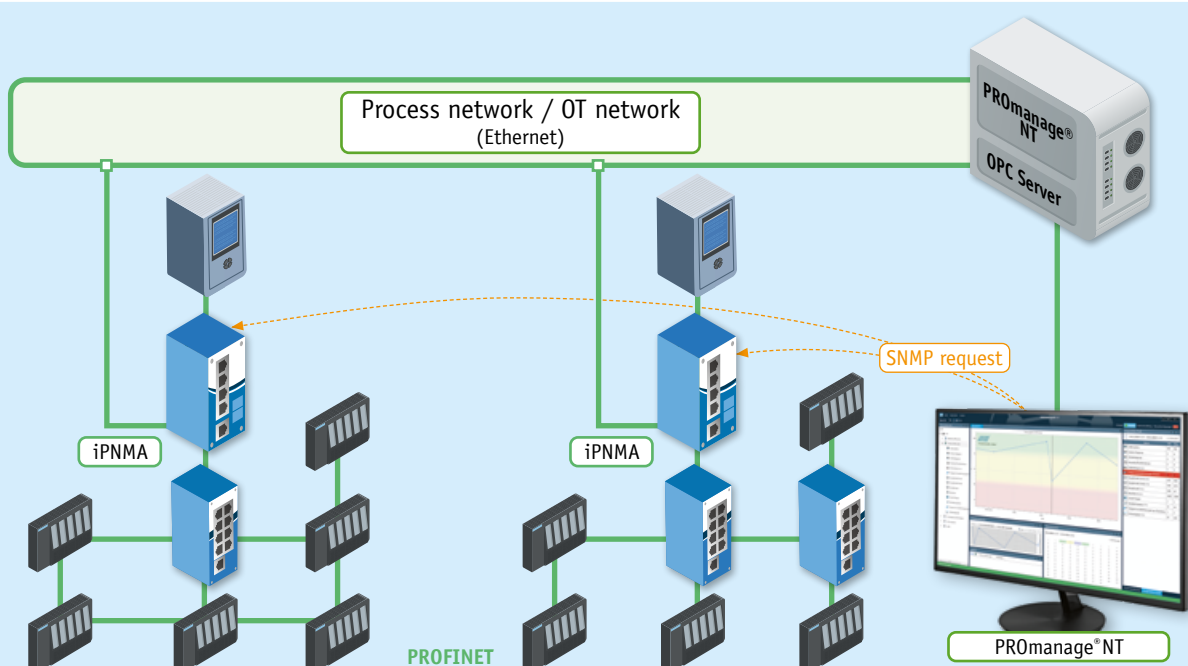 Process network / OT network
(Ethernet)
PROmanage®
NT
OPC Server
SNMP request
iPNMA
iPNMA
PROFINET
PROmanage® NT